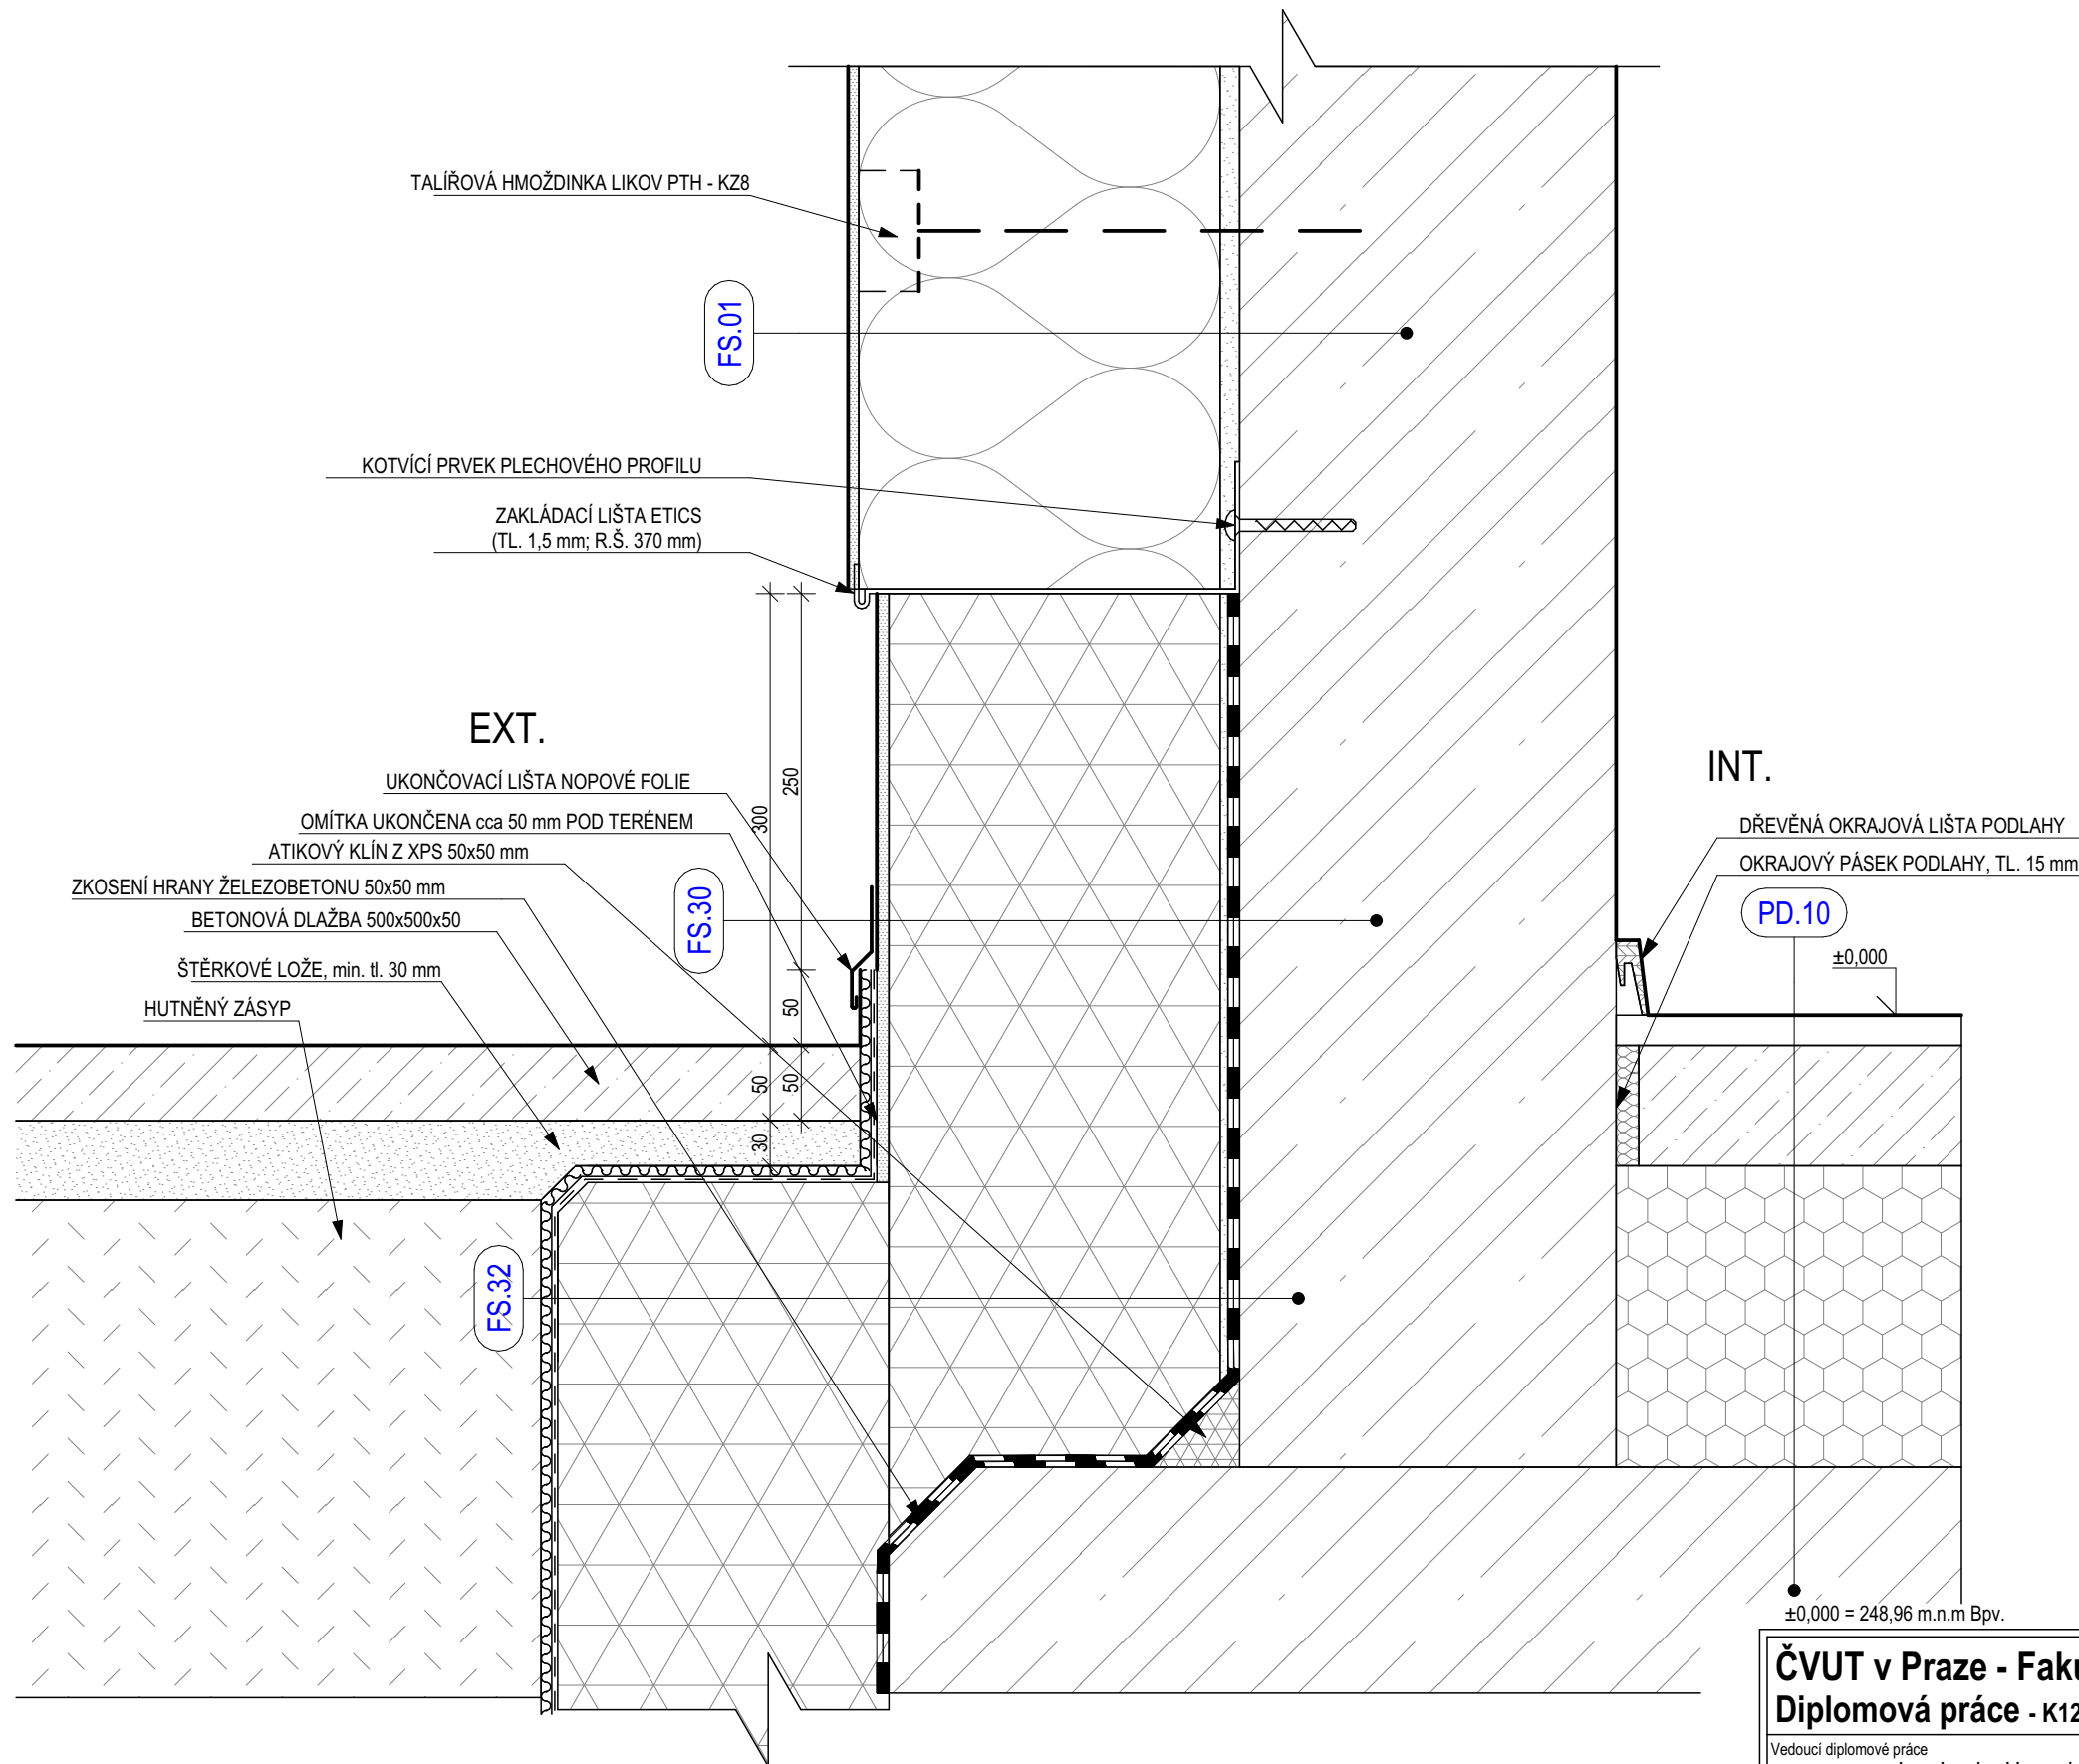 TALÍŘOVÁ HMOŽDINKA LIKOV PTH - KZ8
FS.01
KOTVÍCÍ PRVEK PLECHOVÉHO PROFILU
ZAKLÁDACÍ LIŠTA ETICS
(TL. 1,5 mm; R.Š. 370 mm)
EXT.
INT.
UKONČOVACÍ LIŠTA NOPOVÉ FOLIE
OMÍTKA UKONČENA cca 50 mm POD TERÉNEM
ATIKOVÝ KLÍN Z XPS 50x50 mm
ZKOSENÍ HRANY ŽELEZOBETONU 50x50 mm
BETONOVÁ DLAŽBA 500x500x50
ŠTĚRKOVÉ LOŽE, min. tl. 30 mm
HUTNĚNÝ ZÁSYP
300
250
50
50
50
30
FS.30
FS.32
DŘEVĚNÁ OKRAJOVÁ LIŠTA PODLAHY
OKRAJOVÝ PÁSEK PODLAHY, TL. 15 mm
PD.10
±0,000
±0,000 = 248,96 m.n.m Bpv.
ČVUT v Praze - Faku
Diplomová práce - K12
Vedoucí diplomové práce